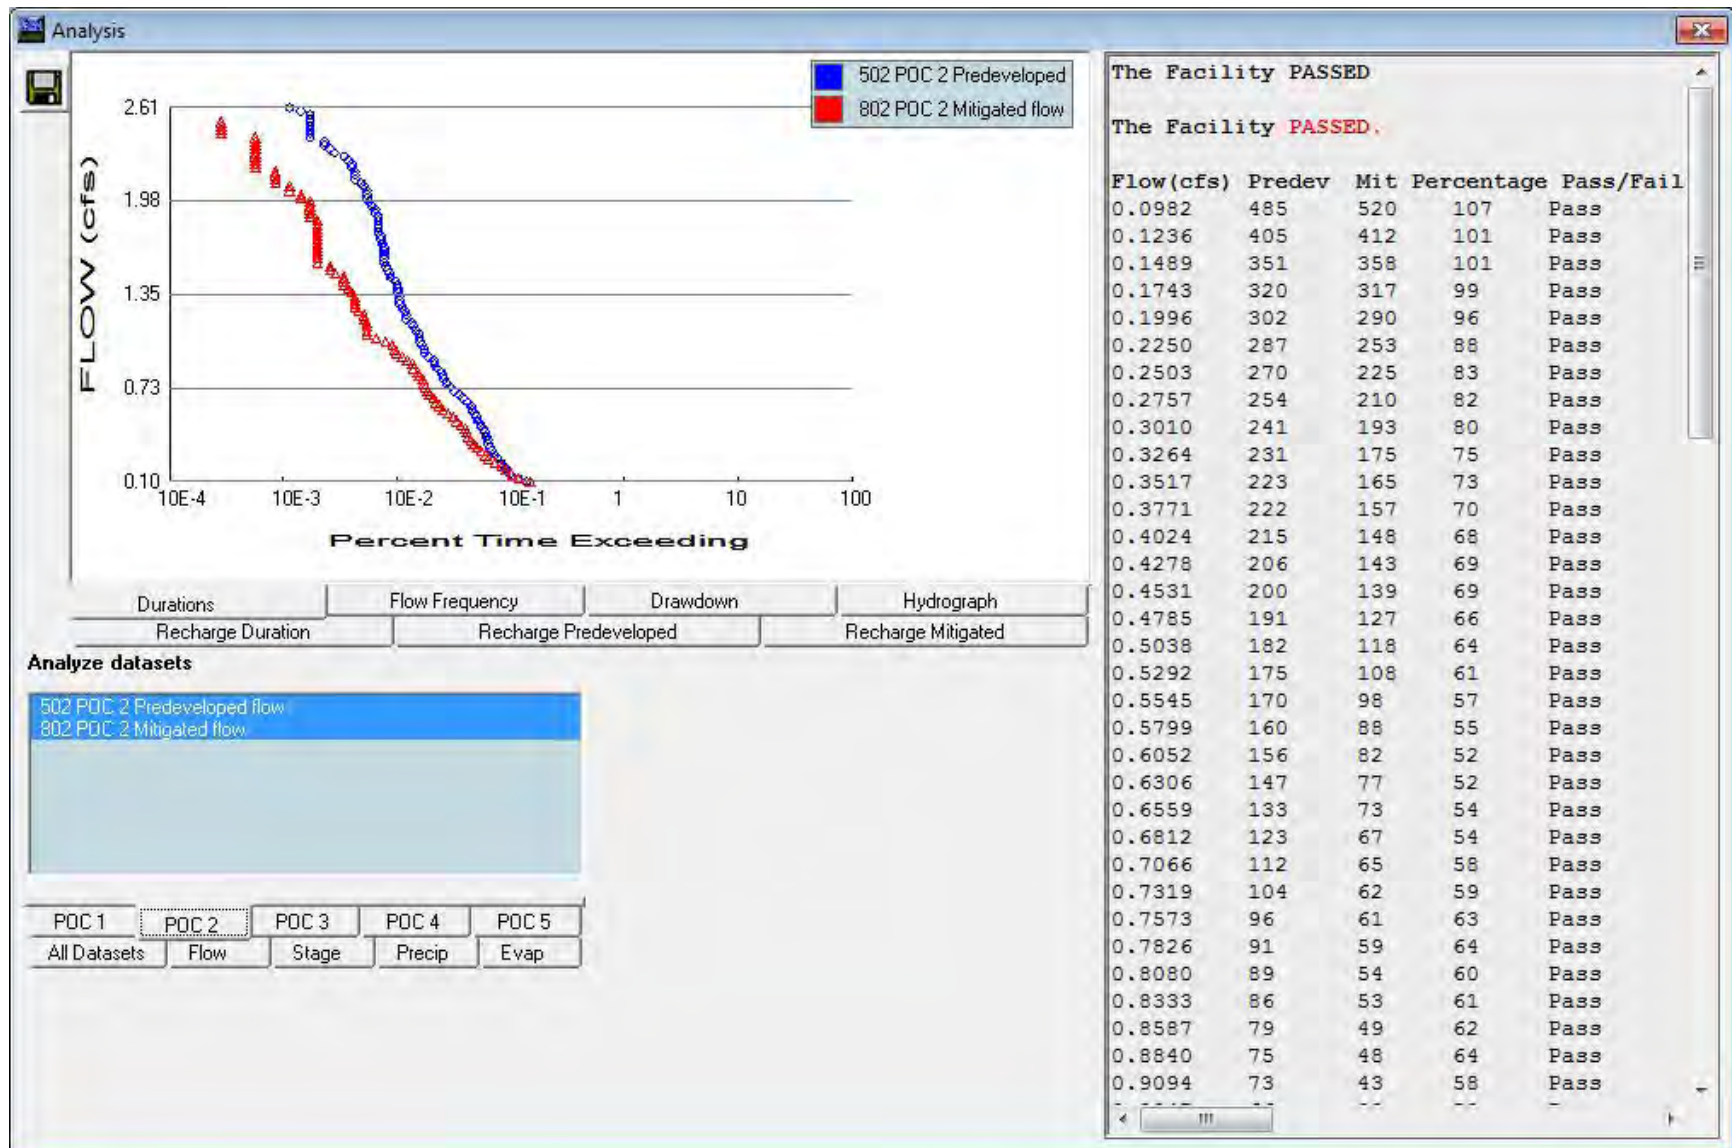 Analysis
502 POC 2 Predeveloped
802 POC 2 Mitigated flow
FLOW (cfs)
2.61
1.98
1.35
0.73
0.10
10E-4 10E-3 10E-2 10E-1 1 10 100
Percent Time Exceeding
Durations Flow Frequency Drawdown Hydrograph
Recharge Duration Recharge Predeveloped Recharge Mitigated
Analyze datasets
502 POC 2 Predeveloped flow
802 POC 2 Mitigated flow
POC 1 POC 2 POC 3 POC 4 POC 5
All Datasets Flow Stage Precip Evap
The Facility PASSED
The Facility PASSED.
Flow(cfs) Predev Mit Percentage Pass/Fail
0.0982 485 520 107 Pass
0.1236 405 412 101 Pass
0.1489 351 358 101 Pass
0.1743 320 317 99 Pass
0.1996 302 290 96 Pass
0.2250 287 253 88 Pass
0.2503 270 225 83 Pass
0.2757 254 210 82 Pass
0.3010 241 193 80 Pass
0.3264 231 175 75 Pass
0.3517 223 165 73 Pass
0.3771 222 157 70 Pass
0.4024 215 148 68 Pass
0.4278 206 143 69 Pass
0.4531 200 139 69 Pass
0.4785 191 127 66 Pass
0.5038 182 118 64 Pass
0.5292 175 108 61 Pass
0.5545 170 98 57 Pass
0.5799 160 88 55 Pass
0.6052 156 82 52 Pass
0.6306 147 77 52 Pass
0.6559 133 73 54 Pass
0.6812 123 67 54 Pass
0.7066 112 65 58 Pass
0.7319 104 62 59 Pass
0.7573 96 61 63 Pass
0.7826 91 59 64 Pass
0.8080 89 54 60 Pass
0.8333 86 53 61 Pass
0.8587 79 49 62 Pass
0.8840 75 48 64 Pass
0.9094 73 43 58 Pass